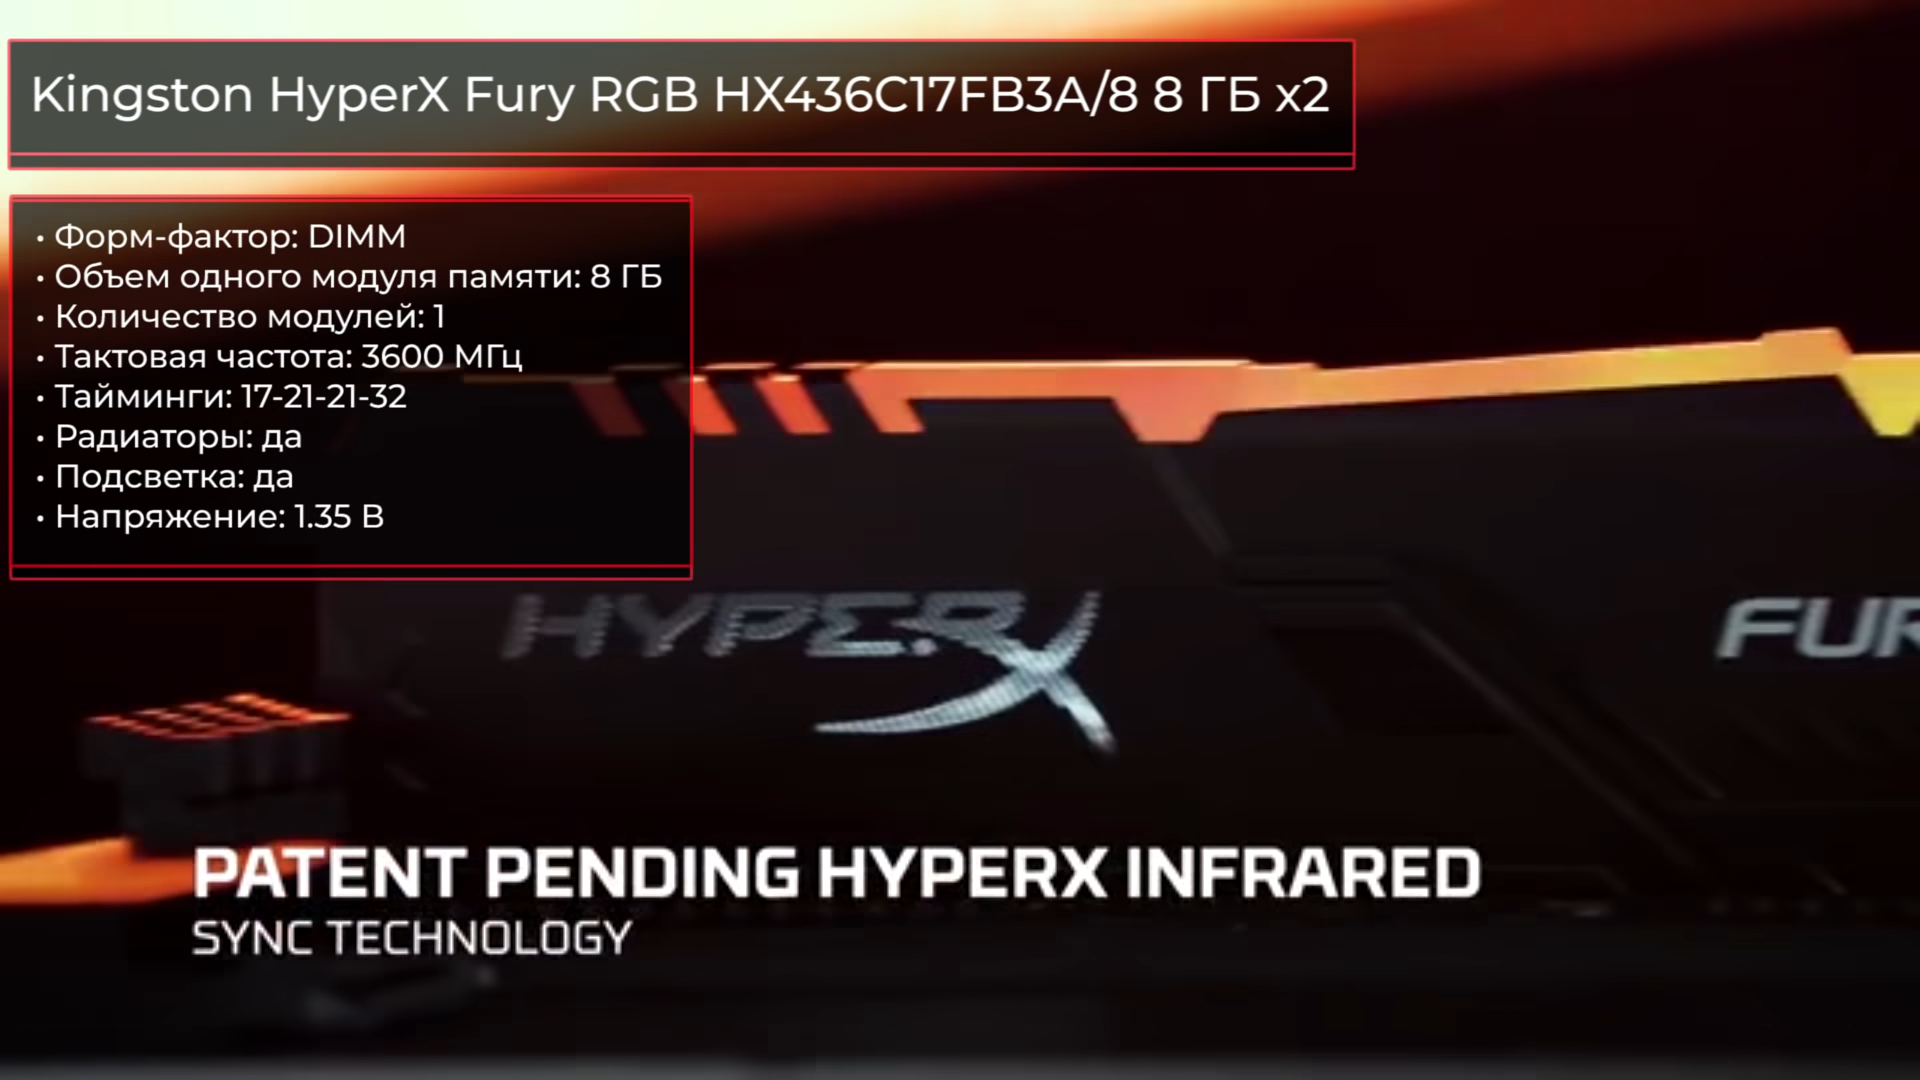 Kingston HyperX Fury RGB HX436C17FB3A/8 8 ГБ x2
• Форм-фактор: DIMM
• Объем одного модуля памяти: 8 ГБ
• Количество модулей: 1
• Тактовая частота: 3600 МГц
• Тайминги: 17-21-21-32
• Радиаторы: да
• Подсветка: да
• Напряжение: 1.35 В
HYPERX
PATENT PENDING HYPERX INFRARED
SYNC TECHNOLOGY